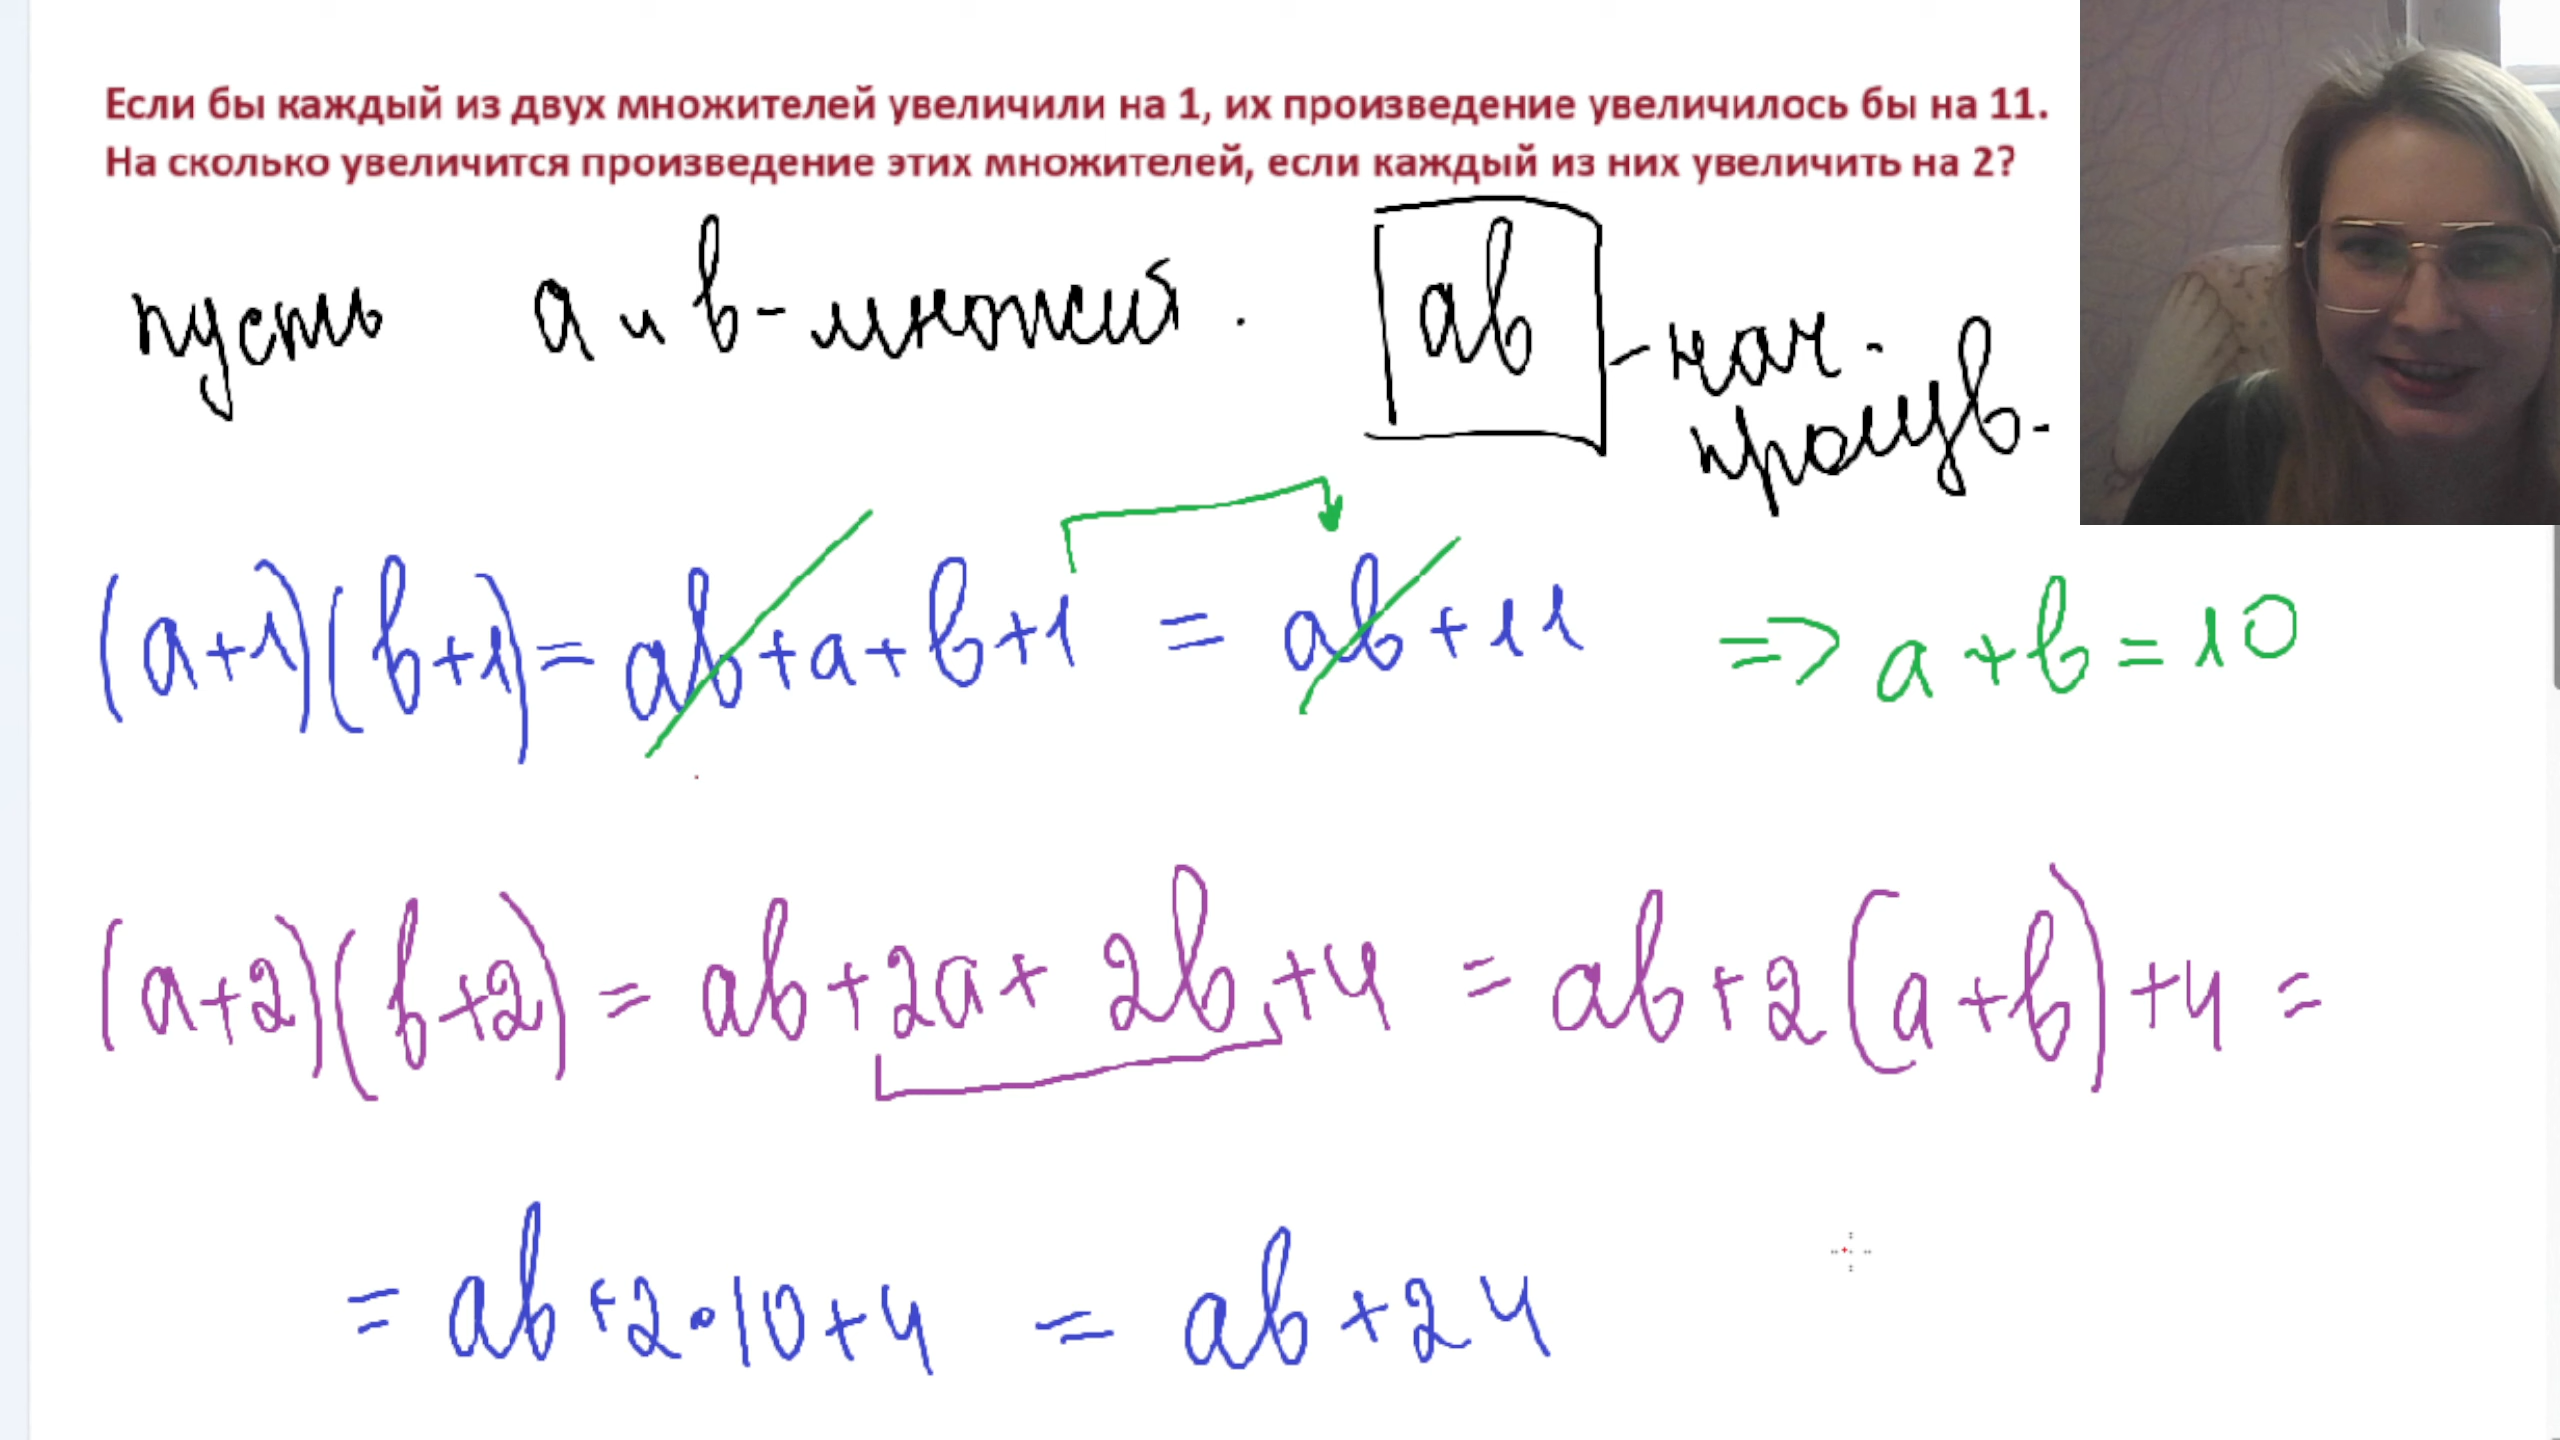 Если бы каждый из двух множителей увеличили на 1, их произведение увеличилось бы на 11.
На сколько увеличится произведение этих множителей, если каждый из них увеличить на 2?
пусть a и b - множит. ab - нач.
произв.
(a+1)(b+1) = ab + a + b + 1 = ab + 11 => a + b = 10
(a+2)(b+2) = ab + 2a + 2b + 4 = ab + 2(a+b) + 4 =
= ab + 2·10 + 4 = ab + 24